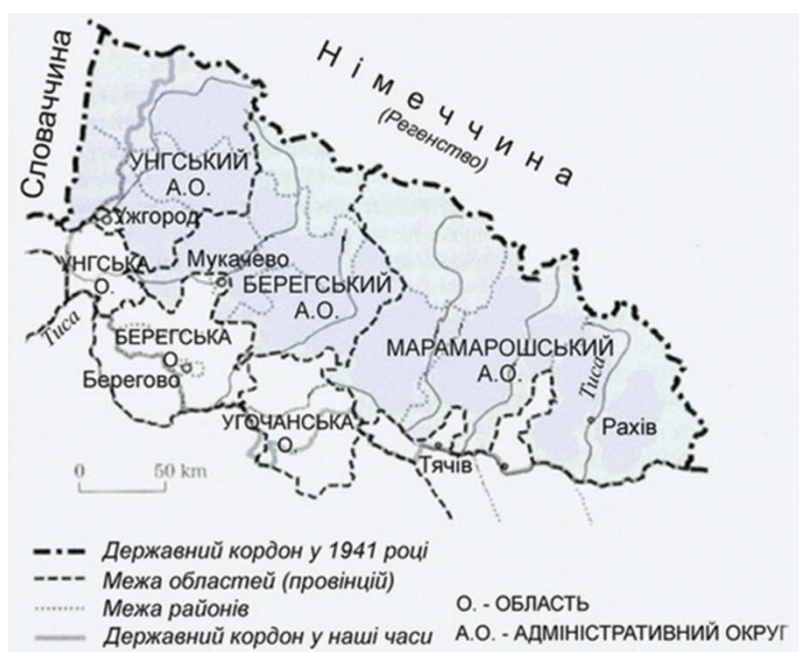 Словаччина
Німеччина
(Регенство)
УНГСЬКИЙ
А.О.
Ужгород
УНГСЬКА
О.
Мукачево
БЕРЕГСЬКИЙ
А.О.
Тиса
БЕРЕГСЬКА
О.
Берегово
МАРАМАРОШСЬКИЙ
А.О.
Тиса
Рахів
УГОЧАНСЬКА
О.
Тячів
0 50 km
Державний кордон у 1941 році
Межа областей (провінцій)
Межа районів
Державний кордон у наші часи
О. - ОБЛАСТЬ
А.О. - АДМІНІСТРАТИВНИЙ ОКРУГ